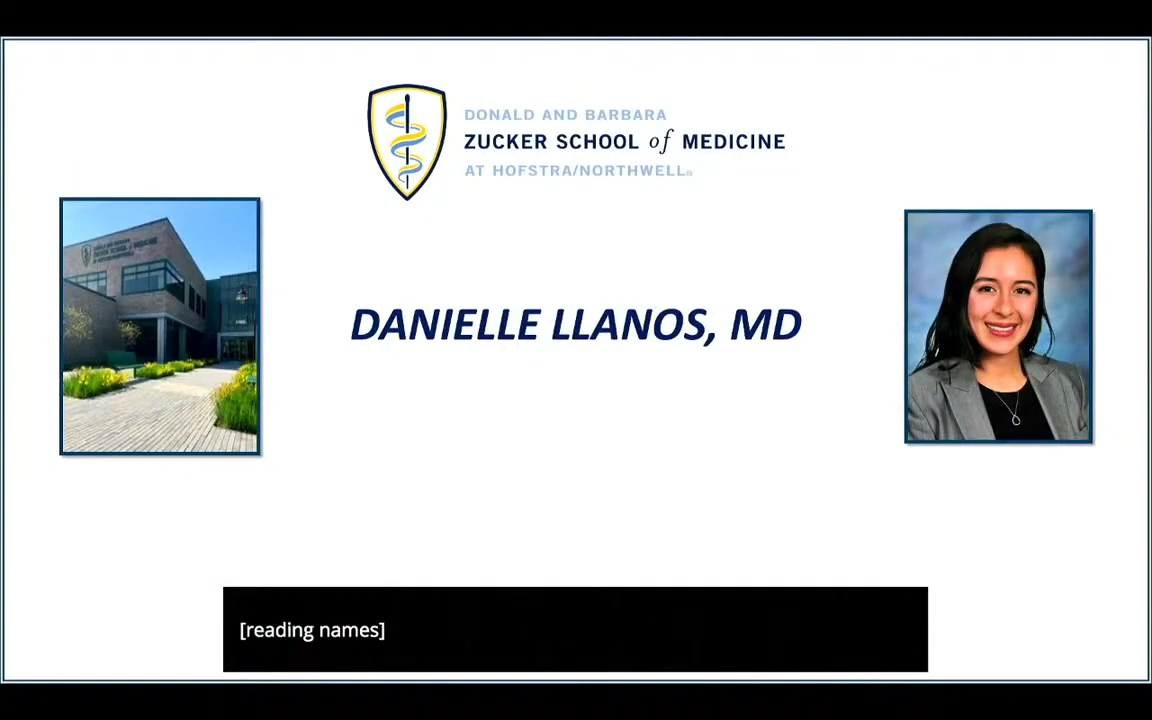 DONALD AND BARBARA
ZUCKER SCHOOL of MEDICINE
AT HOFSTRA/NORTHWELL
DANIELLE LLANOS, MD
[reading names]